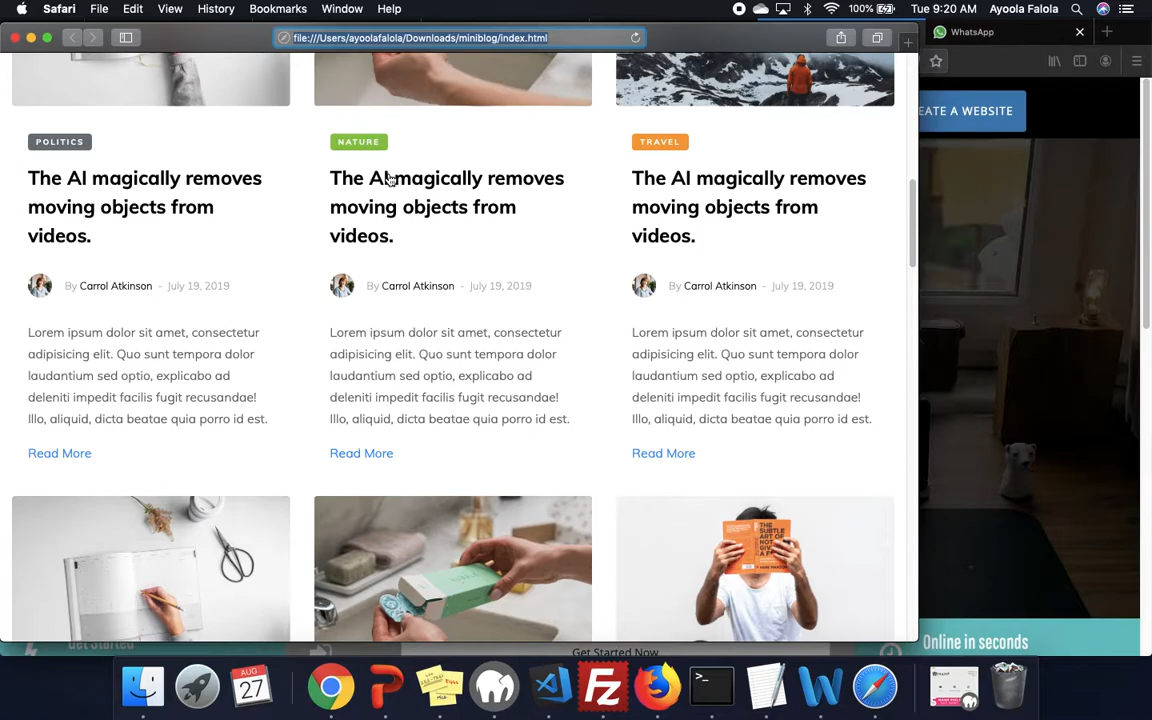 Safari File Edit View History Bookmarks Window Help 100% Tue 9:20 AM Ayoola Falola
file:///Users/ayoolafalola/Downloads/miniblog/index.html
WhatsApp
EATE A WEBSITE
POLITICS
The AI magically removes
moving objects from
videos.
By Carrol Atkinson - July 19, 2019
Lorem ipsum dolor sit amet, consectetur
adipisicing elit. Quo sunt tempora dolor
laudantium sed optio, explicabo ad
deleniti impedit facilis fugit recusandae!
Illo, aliquid, dicta beatae quia porro id est.
Read More
NATURE
The AI magically removes
moving objects from
videos.
By Carrol Atkinson - July 19, 2019
Lorem ipsum dolor sit amet, consectetur
adipisicing elit. Quo sunt tempora dolor
laudantium sed optio, explicabo ad
deleniti impedit facilis fugit recusandae!
Illo, aliquid, dicta beatae quia porro id est.
Read More
TRAVEL
The AI magically removes
moving objects from
videos.
By Carrol Atkinson - July 19, 2019
Lorem ipsum dolor sit amet, consectetur
adipisicing elit. Quo sunt tempora dolor
laudantium sed optio, explicabo ad
deleniti impedit facilis fugit recusandae!
Illo, aliquid, dicta beatae quia porro id est.
Read More
THE
SUBTLE
ART OF
NOT
GIV
A F
Get Started
Get Started Now
Online in seconds
AUG
27